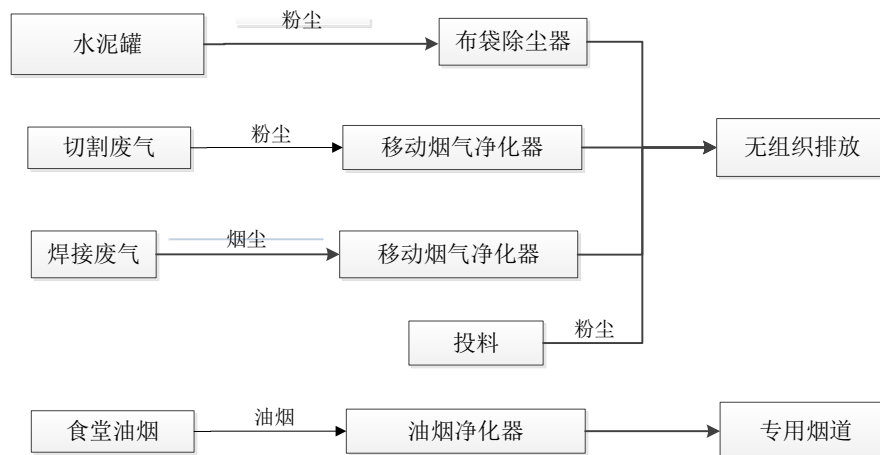 水泥罐
粉尘
布袋除尘器
切割废气
粉尘
移动烟气净化器
无组织排放
焊接废气
烟尘
移动烟气净化器
投料
粉尘
食堂油烟
油烟
油烟净化器
专用烟道